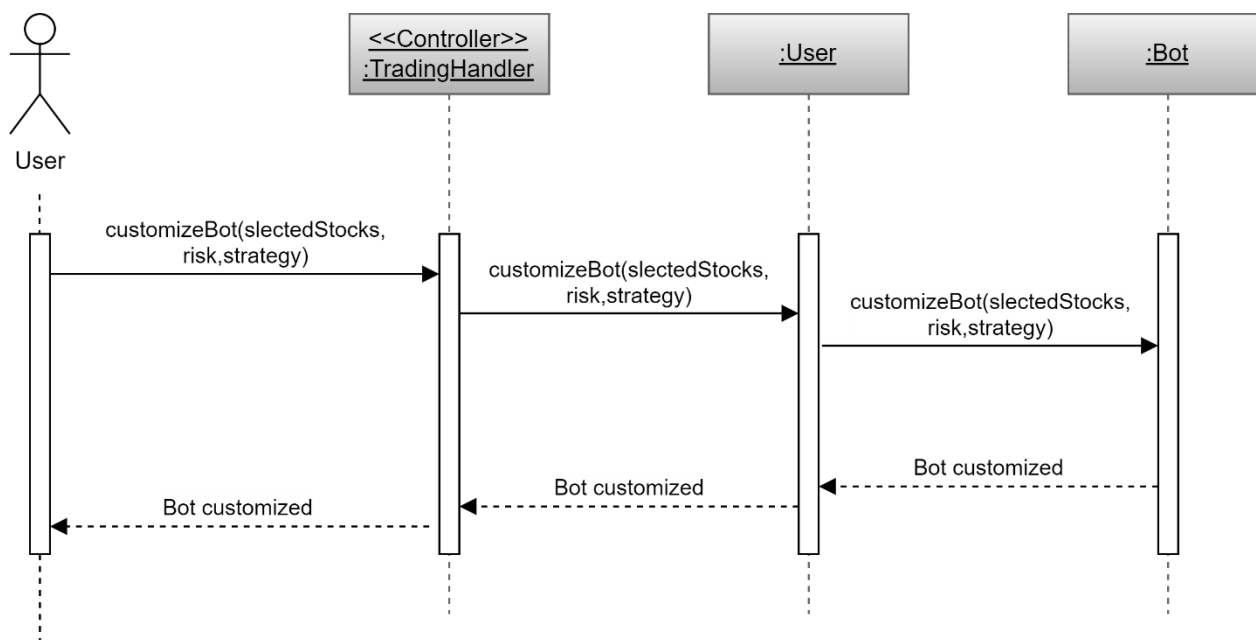 <<Controller>>
:TradingHandler
:User
:Bot
User
customizeBot(slectedStocks,
risk,strategy)
customizeBot(slectedStocks,
risk,strategy)
customizeBot(slectedStocks,
risk,strategy)
Bot customized
Bot customized
Bot customized